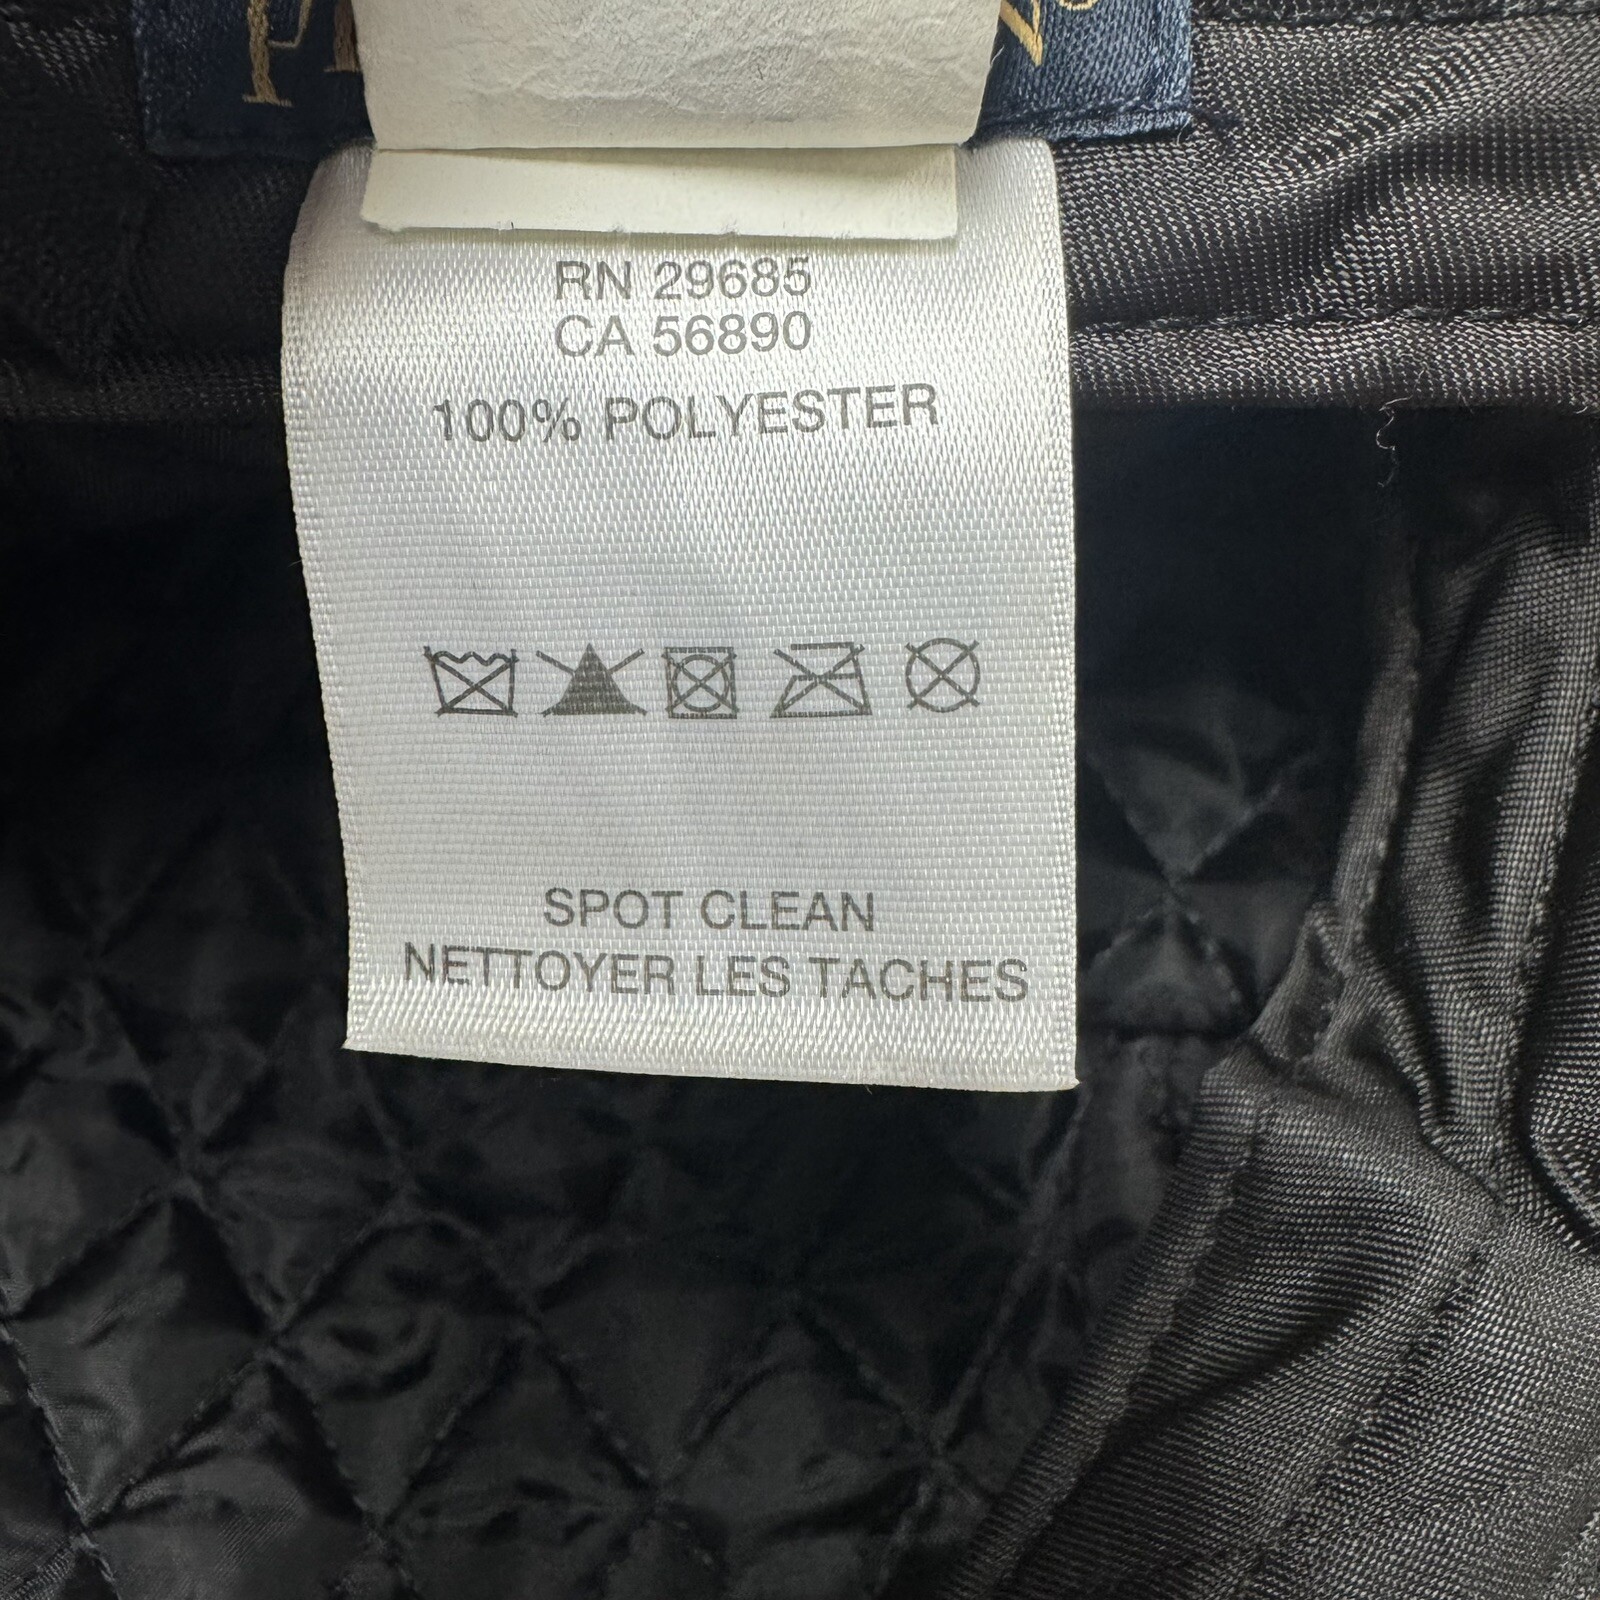 RN 29685
CA 56890
100% POLYESTER
SPOT CLEAN
NETTOYER LES TACHES